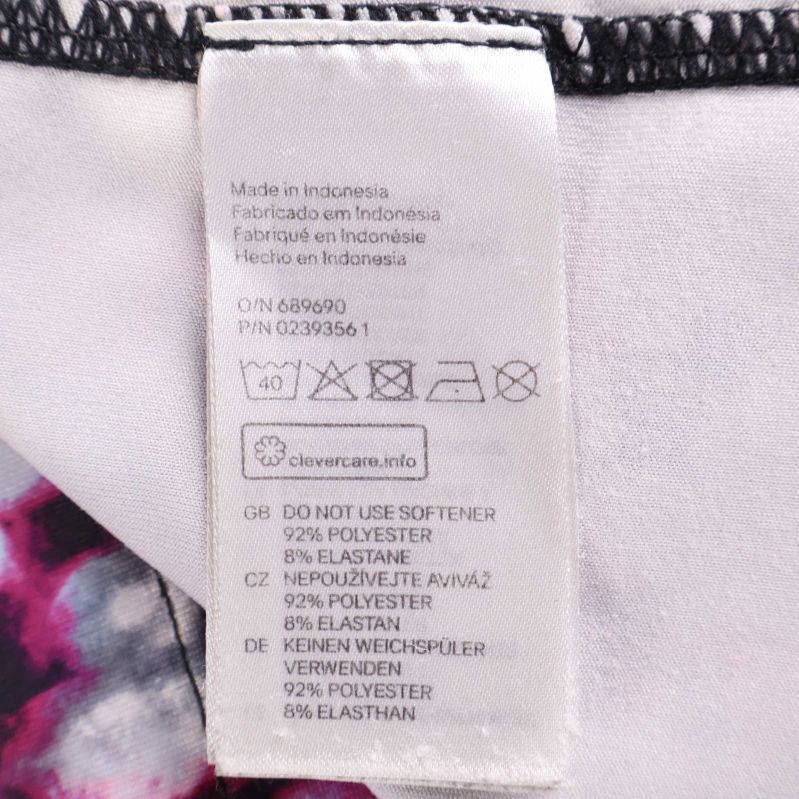 Made in Indonesia
Fabricado em Indonésia
Fabriqué en Indonésie
Hecho en Indonesia
O/N 689690
P/N 0239356 1
40
clevercare.info
GB DO NOT USE SOFTENER
92% POLYESTER
8% ELASTANE
CZ NEPOUŽÍVEJTE AVIVÁŽ
92% POLYESTER
8% ELASTAN
DE KEINEN WEICHSPÜLER
VERWENDEN
92% POLYESTER
8% ELASTHAN